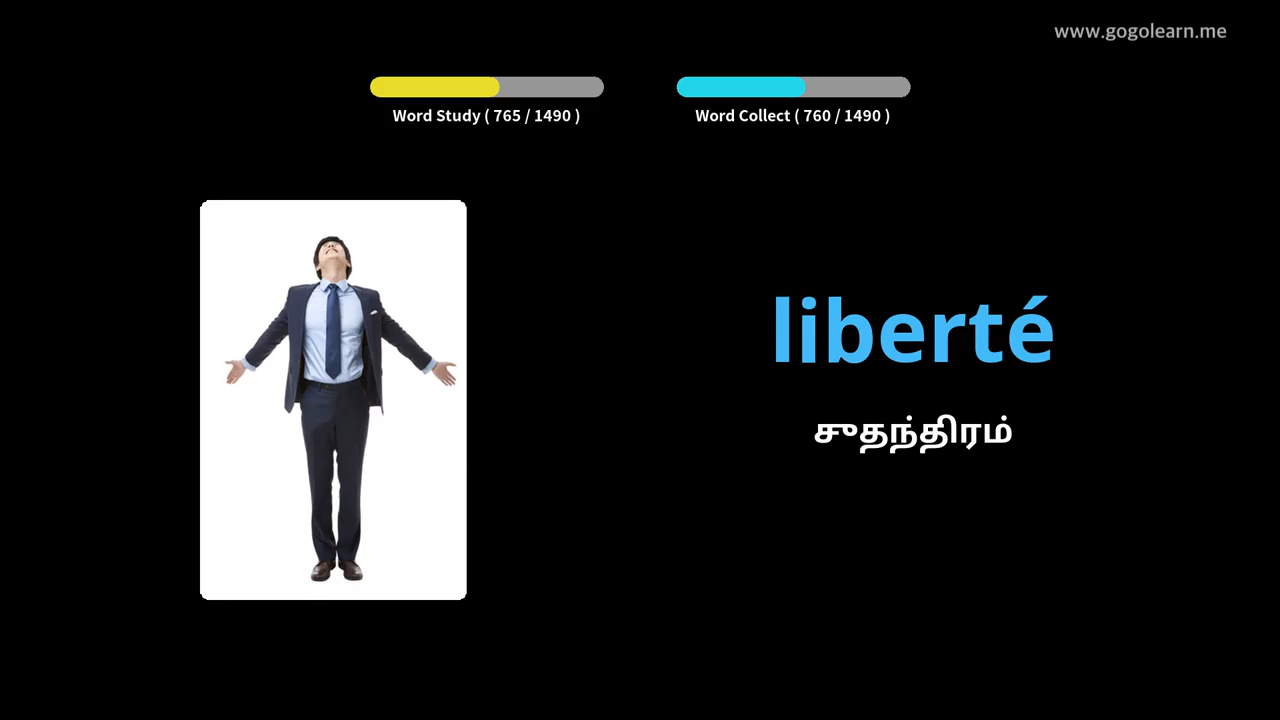 www.gogolearn.me
Word Study ( 765 / 1490 )
Word Collect ( 760 / 1490 )
liberté
சுதந்திரம்